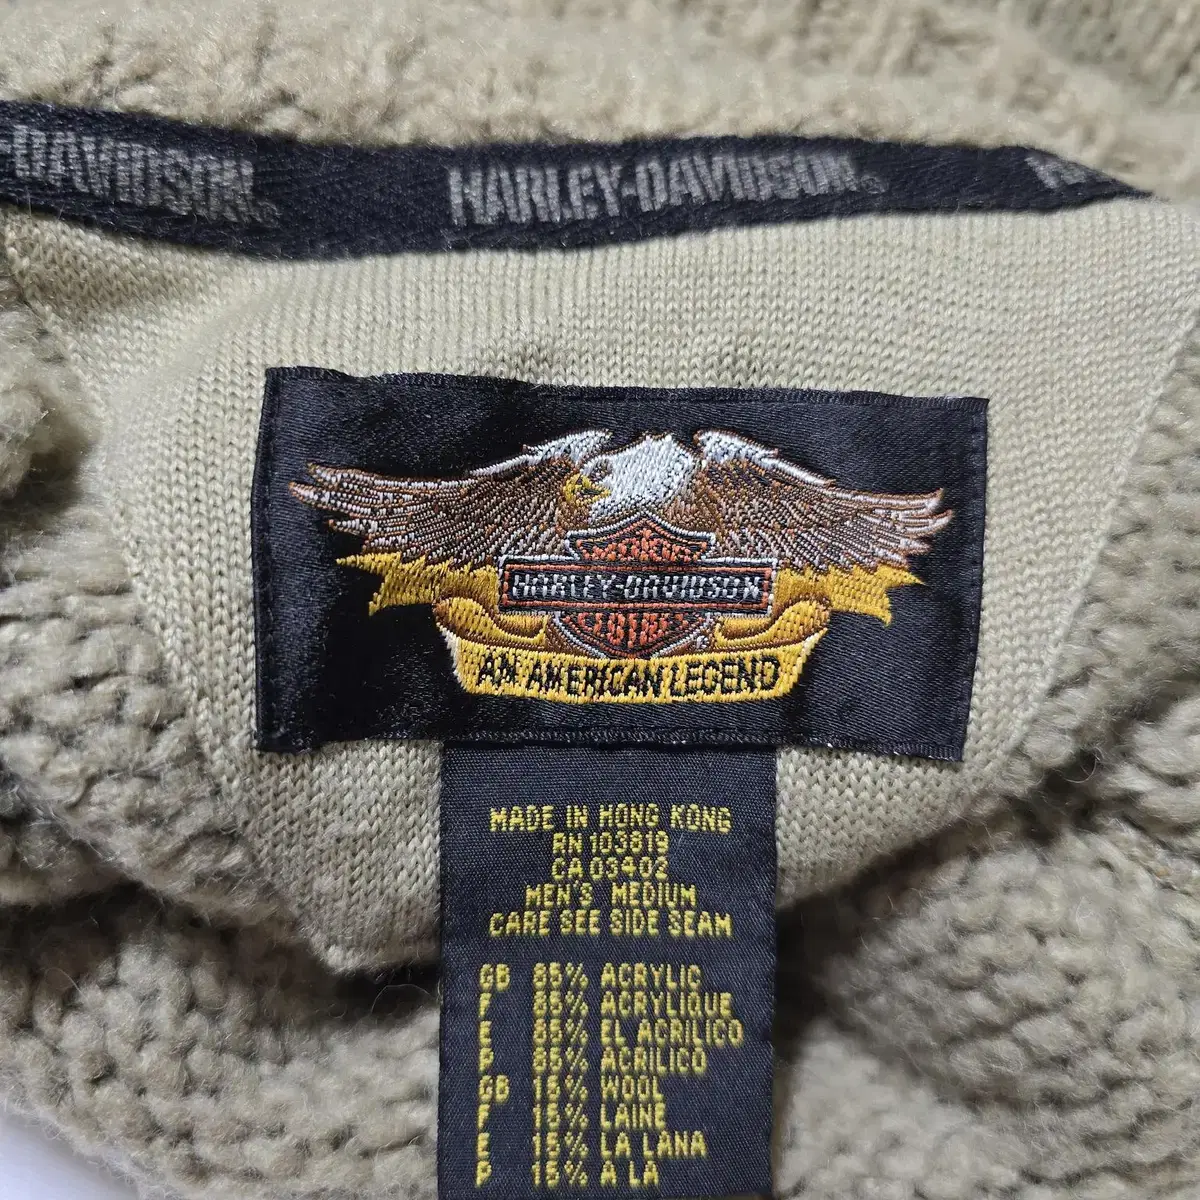 DAVIDSON HARLEY-DAVIDSON
MOTOR
HARLEY-DAVIDSON
CLOTHES
AN AMERICAN LEGEND
MADE IN HONG KONG
RN 103819
CA 03402
MEN'S MEDIUM
CARE SEE SIDE SEAM
GB 85% ACRYLIC
F 85% ACRYLIQUE
E 85% EL ACRILICO
P 85% ACRILICO
GB 15% WOOL
F 15% LAINE
E 15% LA LANA
P 15% A LA